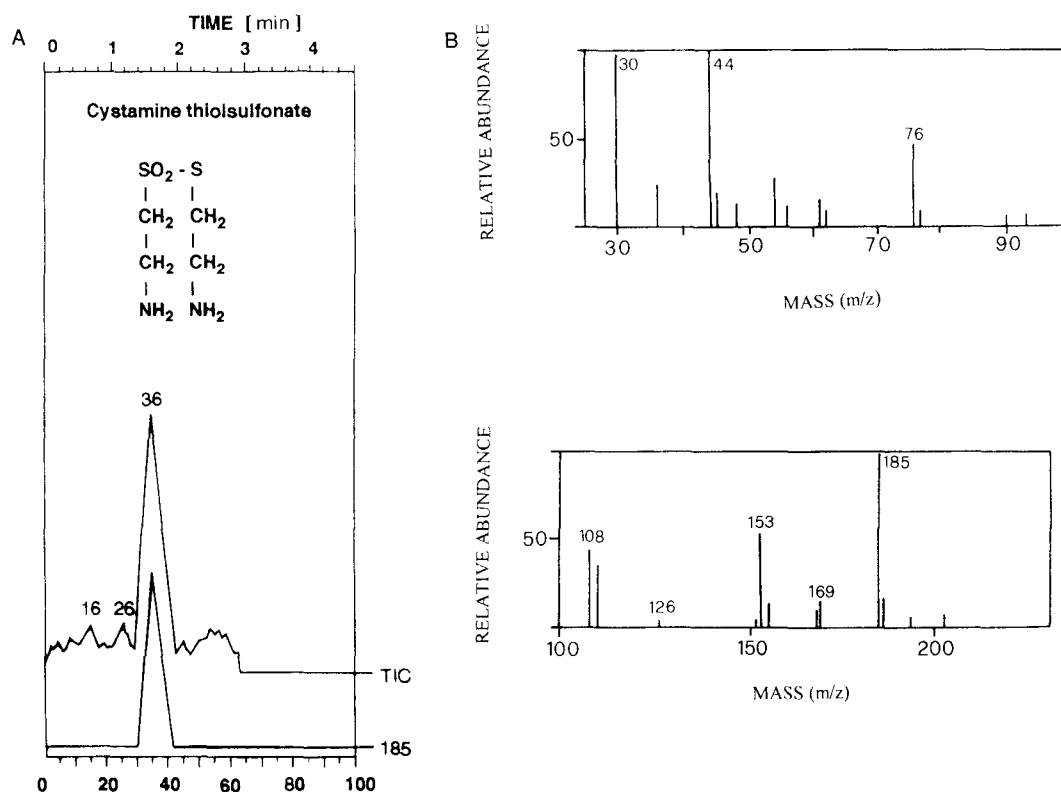 A
TIME [min]
0 1 2 3 4
Cystamine thiolsulfonate
SO2 - S
CH2 CH2
CH2 CH2
NH2 NH2
36
16 26
TIC
185
0 20 40 60 80 100
B
RELATIVE ABUNDANCE
50
30 44 76
30 50 70 90
MASS (m/z)
RELATIVE ABUNDANCE
50
108 126 153 169 185
100 150 200
MASS (m/z)